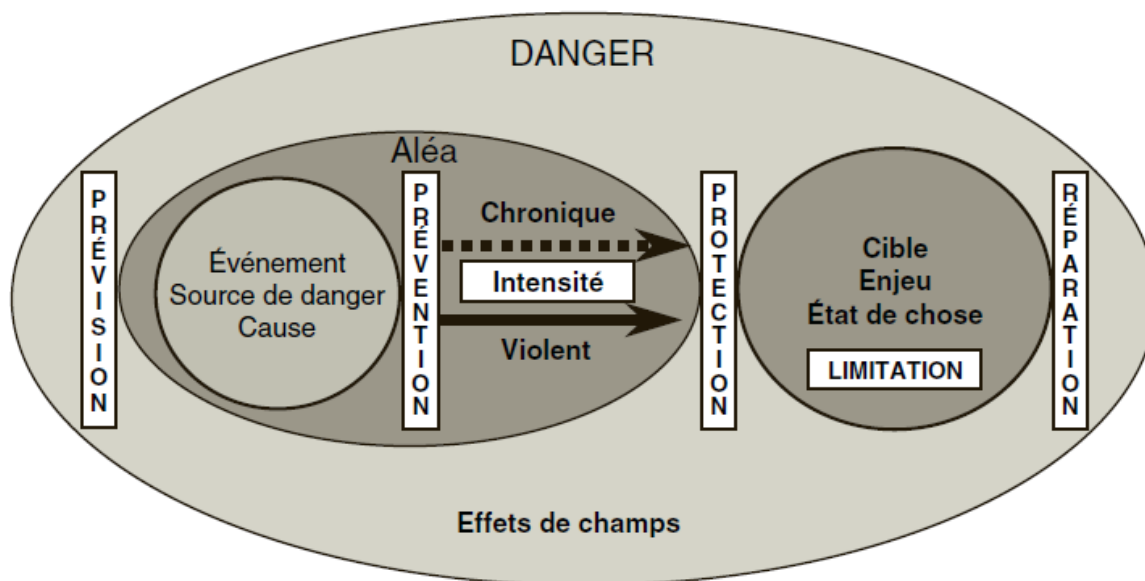 DANGER
Aléa
PRÉVISION
Événement
Source de danger
Cause
PRÉVENTION
Chronique
Intensité
Violent
PROTECTION
Cible
Enjeu
État de chose
LIMITATION
RÉPARATION
Effets de champs